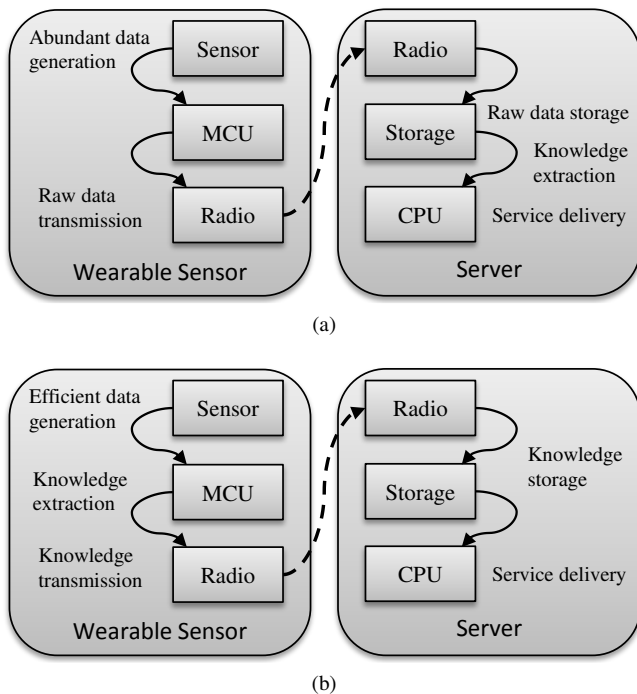 Abundant data
generation
Sensor
MCU
Raw data
transmission
Radio
Wearable Sensor
Radio
Raw data storage
Storage
Knowledge
extraction
CPU
Service delivery
Server
(a)
Efficient data
generation
Sensor
Knowledge
extraction
MCU
Knowledge
transmission
Radio
Wearable Sensor
Radio
Knowledge
storage
Storage
CPU
Service delivery
Server
(b)